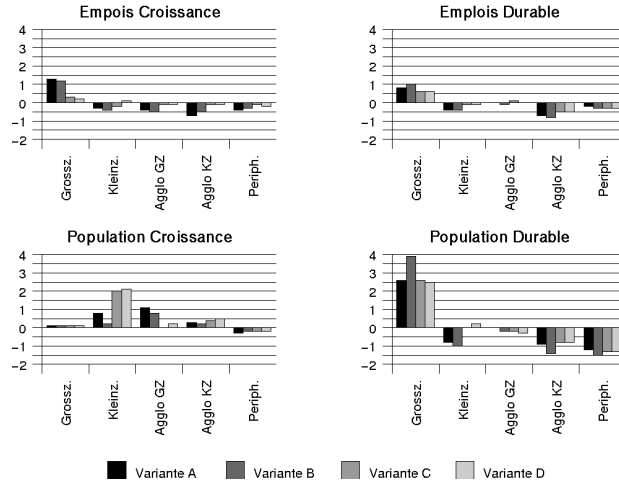 Empois Croissance
4
3
2
1
0
−1
−2
Grossz.
Kleinz.
Agglo GZ
Agglo KZ
Periph.
Emplois Durable
4
3
2
1
0
−1
−2
Grossz.
Kleinz.
Agglo GZ
Agglo KZ
Periph.
Population Croissance
4
3
2
1
0
−1
−2
Grossz.
Kleinz.
Agglo GZ
Agglo KZ
Periph.
Population Durable
4
3
2
1
0
−1
−2
Grossz.
Kleinz.
Agglo GZ
Agglo KZ
Periph.
Variante A
Variante B
Variante C
Variante D